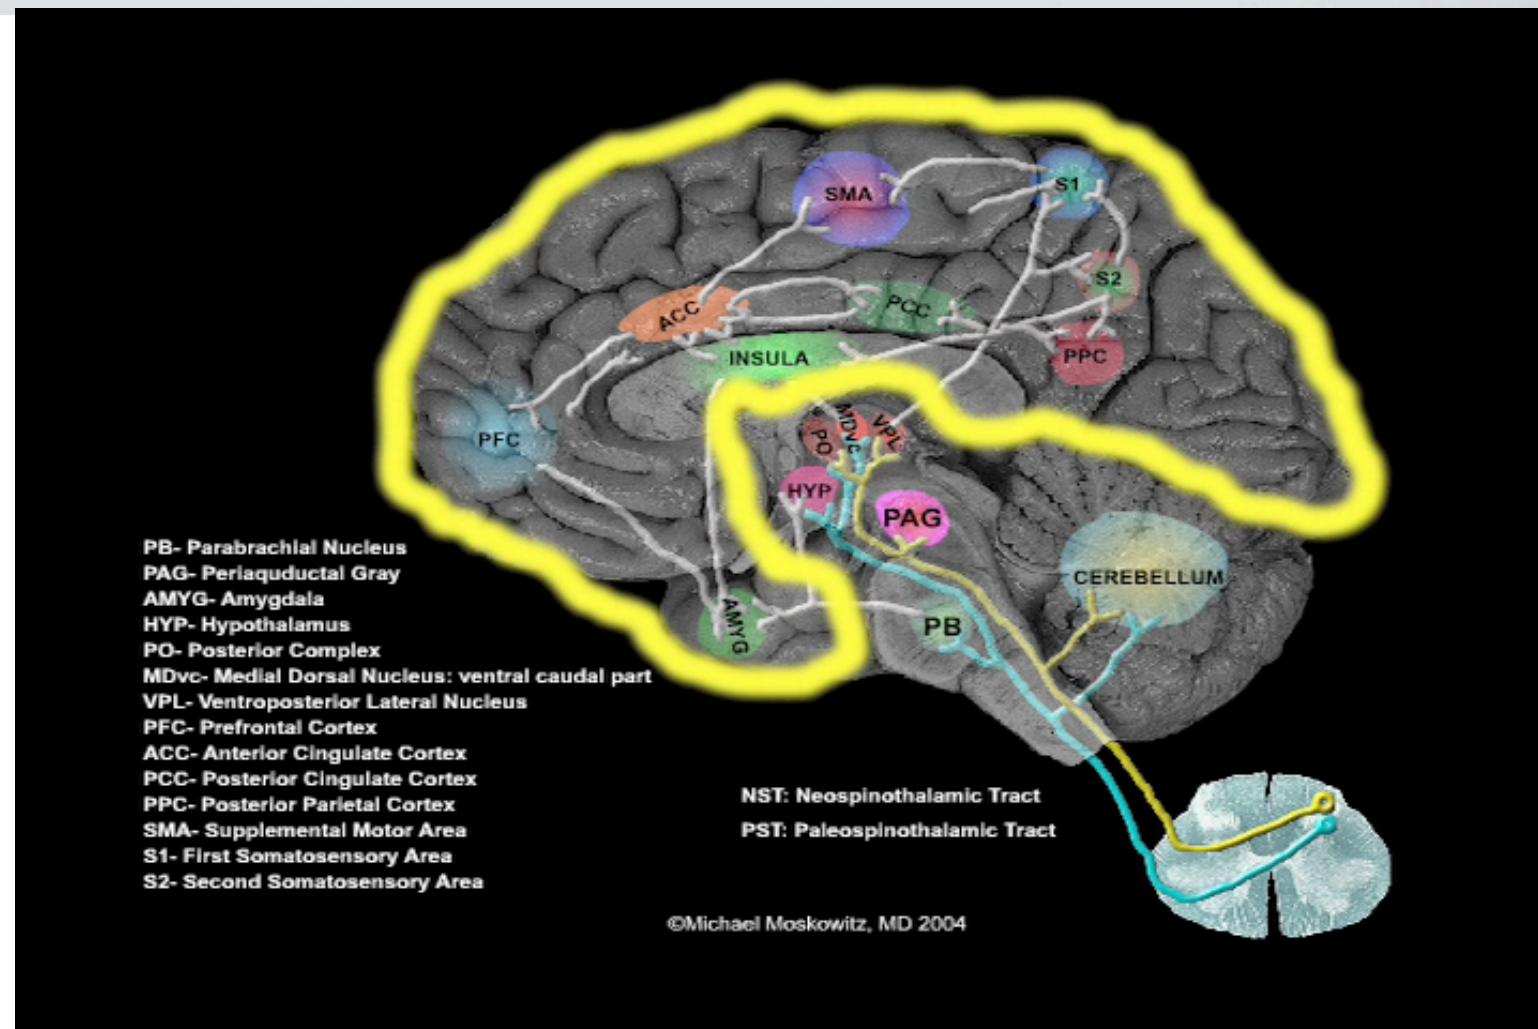 SMA
S1
S2
ACC
PCC
INSULA
PPC
PFC
PO
MDvc
VPL
HYP
PAG
CEREBELLUM
AMYG
PB
PB- Parabrachial Nucleus
PAG- Periaquductal Gray
AMYG- Amygdala
HYP- Hypothalamus
PO- Posterior Complex
MDvc- Medial Dorsal Nucleus: ventral caudal part
VPL- Ventroposterior Lateral Nucleus
PFC- Prefrontal Cortex
ACC- Anterior Cingulate Cortex
PCC- Posterior Cingulate Cortex
PPC- Posterior Parietal Cortex
SMA- Supplemental Motor Area
S1- First Somatosensory Area
S2- Second Somatosensory Area
NST: Neospinothalamic Tract
PST: Paleospinothalamic Tract
©Michael Moskowitz, MD 2004